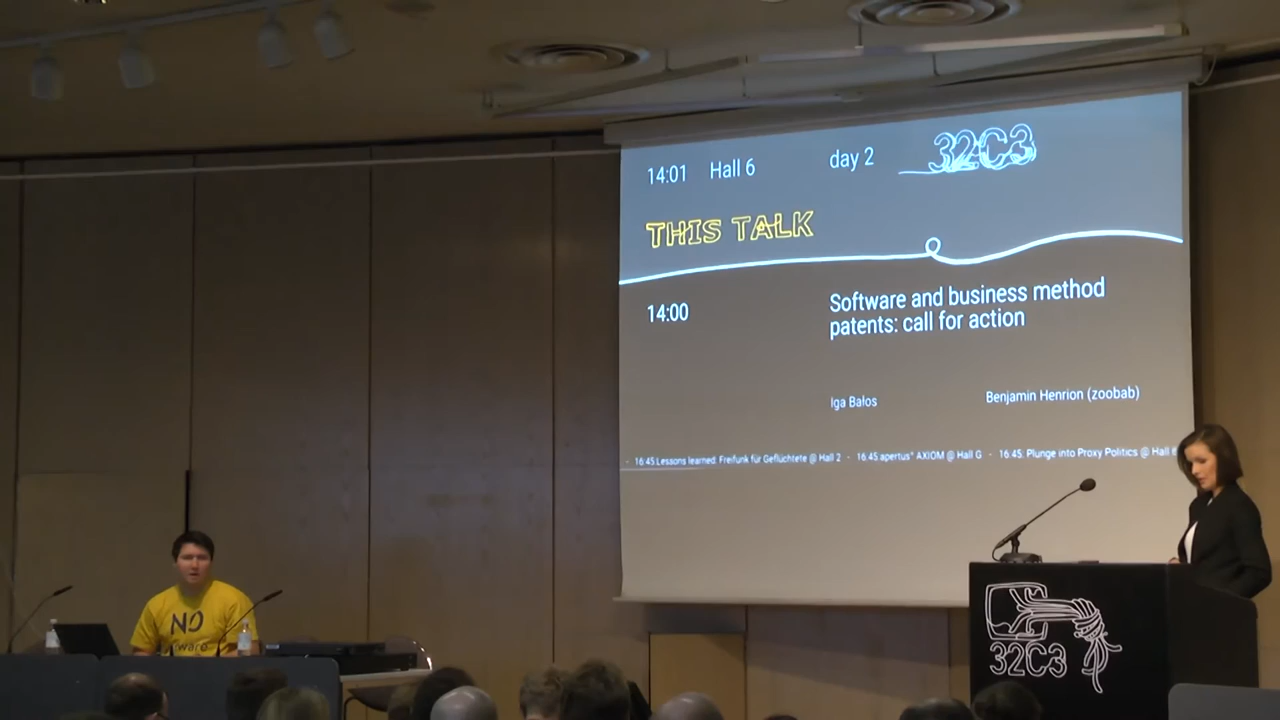 14:01 Hall 6 day 2 32C3
THIS TALK
14:00 Software and business method
patents: call for action
Iga Bałos Benjamin Henrion (zoobab)
- 16:45:Lessons learned: Freifunk für Geflüchtete @ Hall 2 - 16:45:apertus° AXIOM @ Hall G - 16:45: Plunge into Proxy Politics @ Hall
NO
ware
32C3